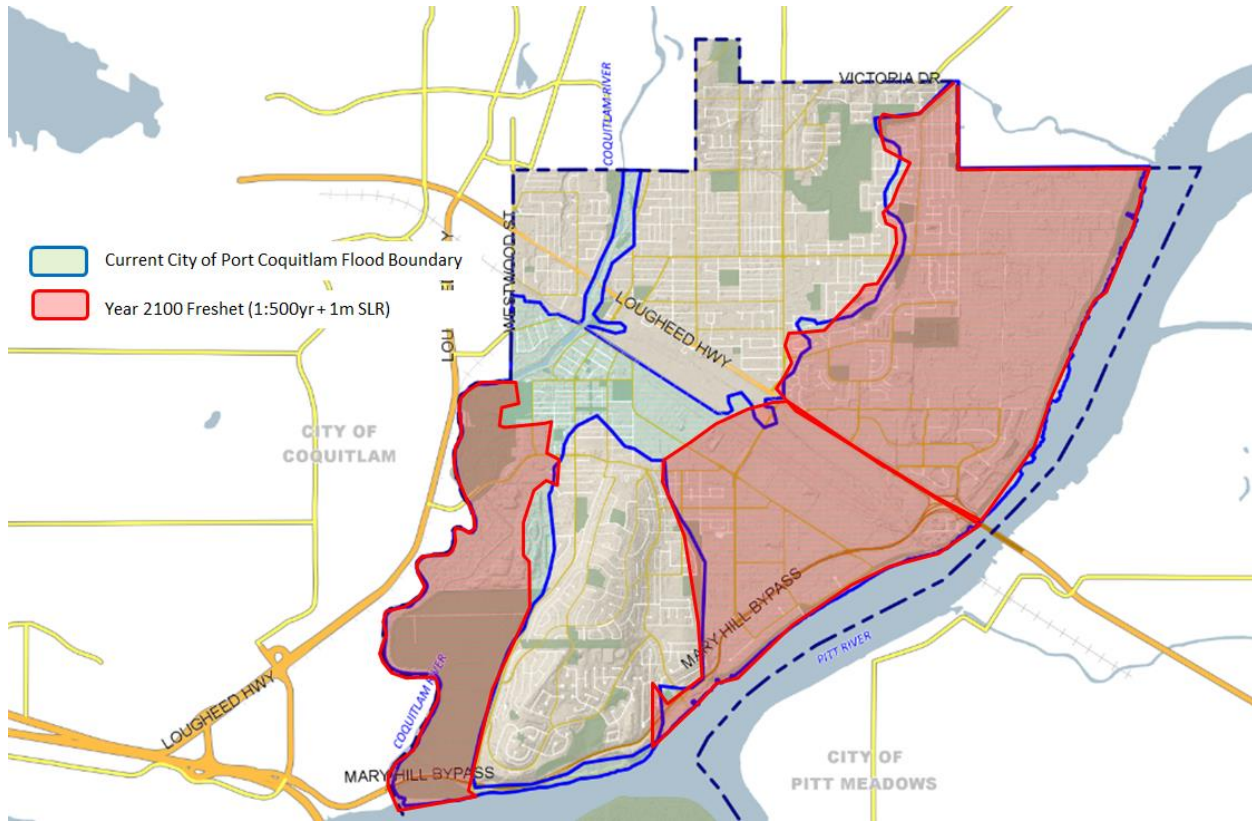 VICTORIA DR
COQUITLAM RIVER
WESTWOOD ST
Current City of Port Coquitlam Flood Boundary
Year 2100 Freshet (1:500yr + 1m SLR)
LOU
Y
LOUGHEED HWY
CITY OF
COQUITLAM
MARY HILL BYPASS
PITT RIVER
COQUITLAM RIVER
LOUGHEED HWY
MARY HILL BYPASS
CITY OF
PITT MEADOWS